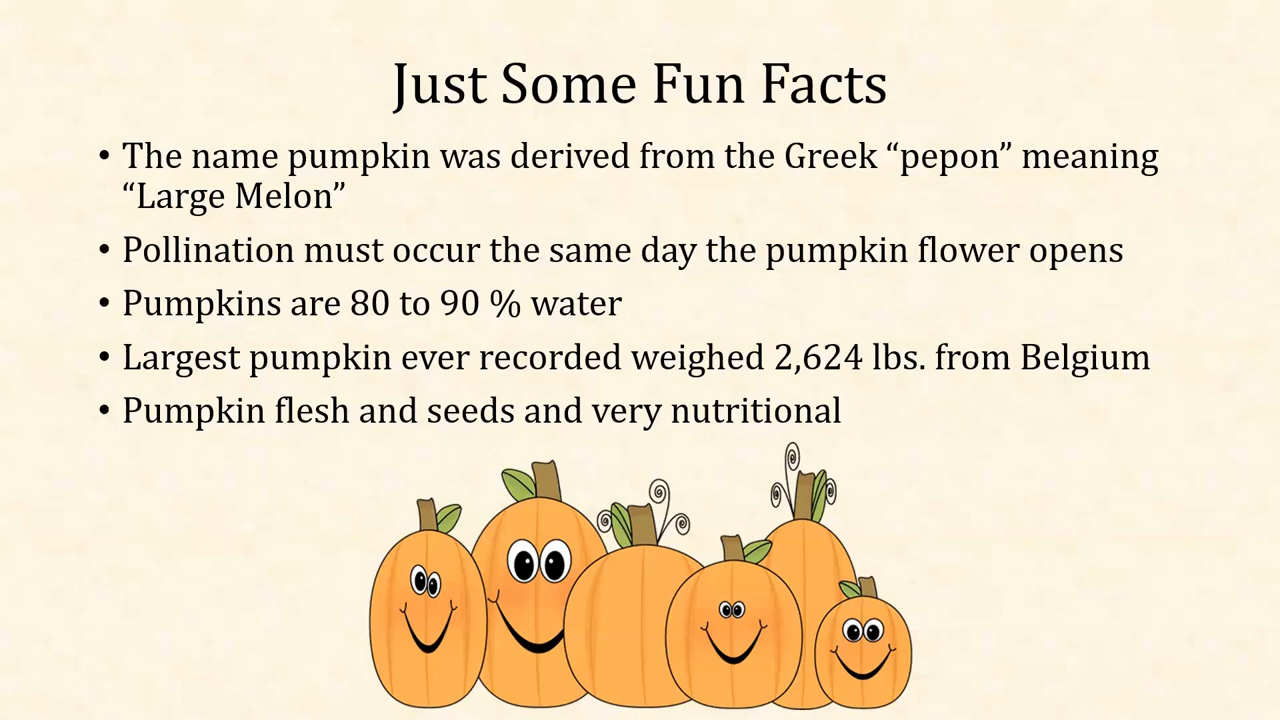 Just Some Fun Facts
• The name pumpkin was derived from the Greek “pepon” meaning
“Large Melon”
• Pollination must occur the same day the pumpkin flower opens
• Pumpkins are 80 to 90 % water
• Largest pumpkin ever recorded weighed 2,624 lbs. from Belgium
• Pumpkin flesh and seeds and very nutritional